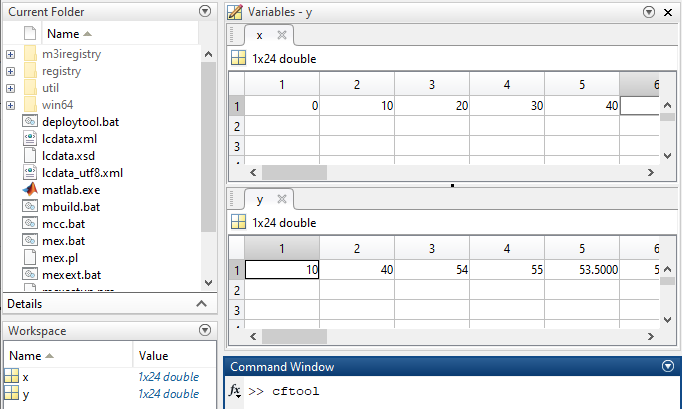 Current Folder
Name
m3iregistry
registry
util
win64
deploytool.bat
lcdata.xml
lcdata.xsd
lcdata_utf8.xml
matlab.exe
mbuild.bat
mcc.bat
mex.bat
mex.pl
mexext.bat
Details
Workspace
Name Value
x 1x24 double
y 1x24 double
Variables - y
x
1x24 double
1 2 3 4 5 6
1 0 10 20 30 40
2
3
y
1x24 double
1 2 3 4 5 6
1 10 40 54 55 53.5000 5
2
3
Command Window
fx >> cftool